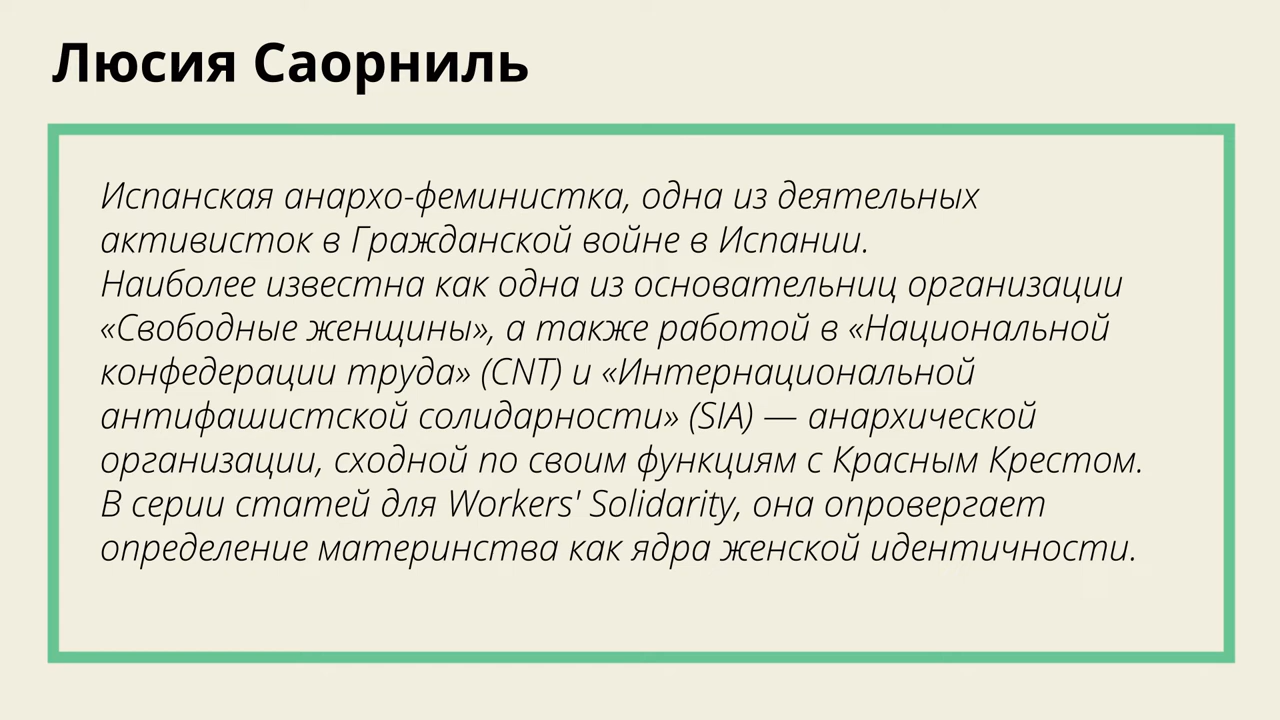 Люсия Саорниль
Испанская анархо-феминистка, одна из деятельных
активисток в Гражданской войне в Испании.
Наиболее известна как одна из основательниц организации
«Свободные женщины», а также работой в «Национальной
конфедерации труда» (CNT) и «Интернациональной
антифашистской солидарности» (SIA) — анархической
организации, сходной по своим функциям с Красным Крестом.
В серии статей для Workers' Solidarity, она опровергает
определение материнства как ядра женской идентичности.